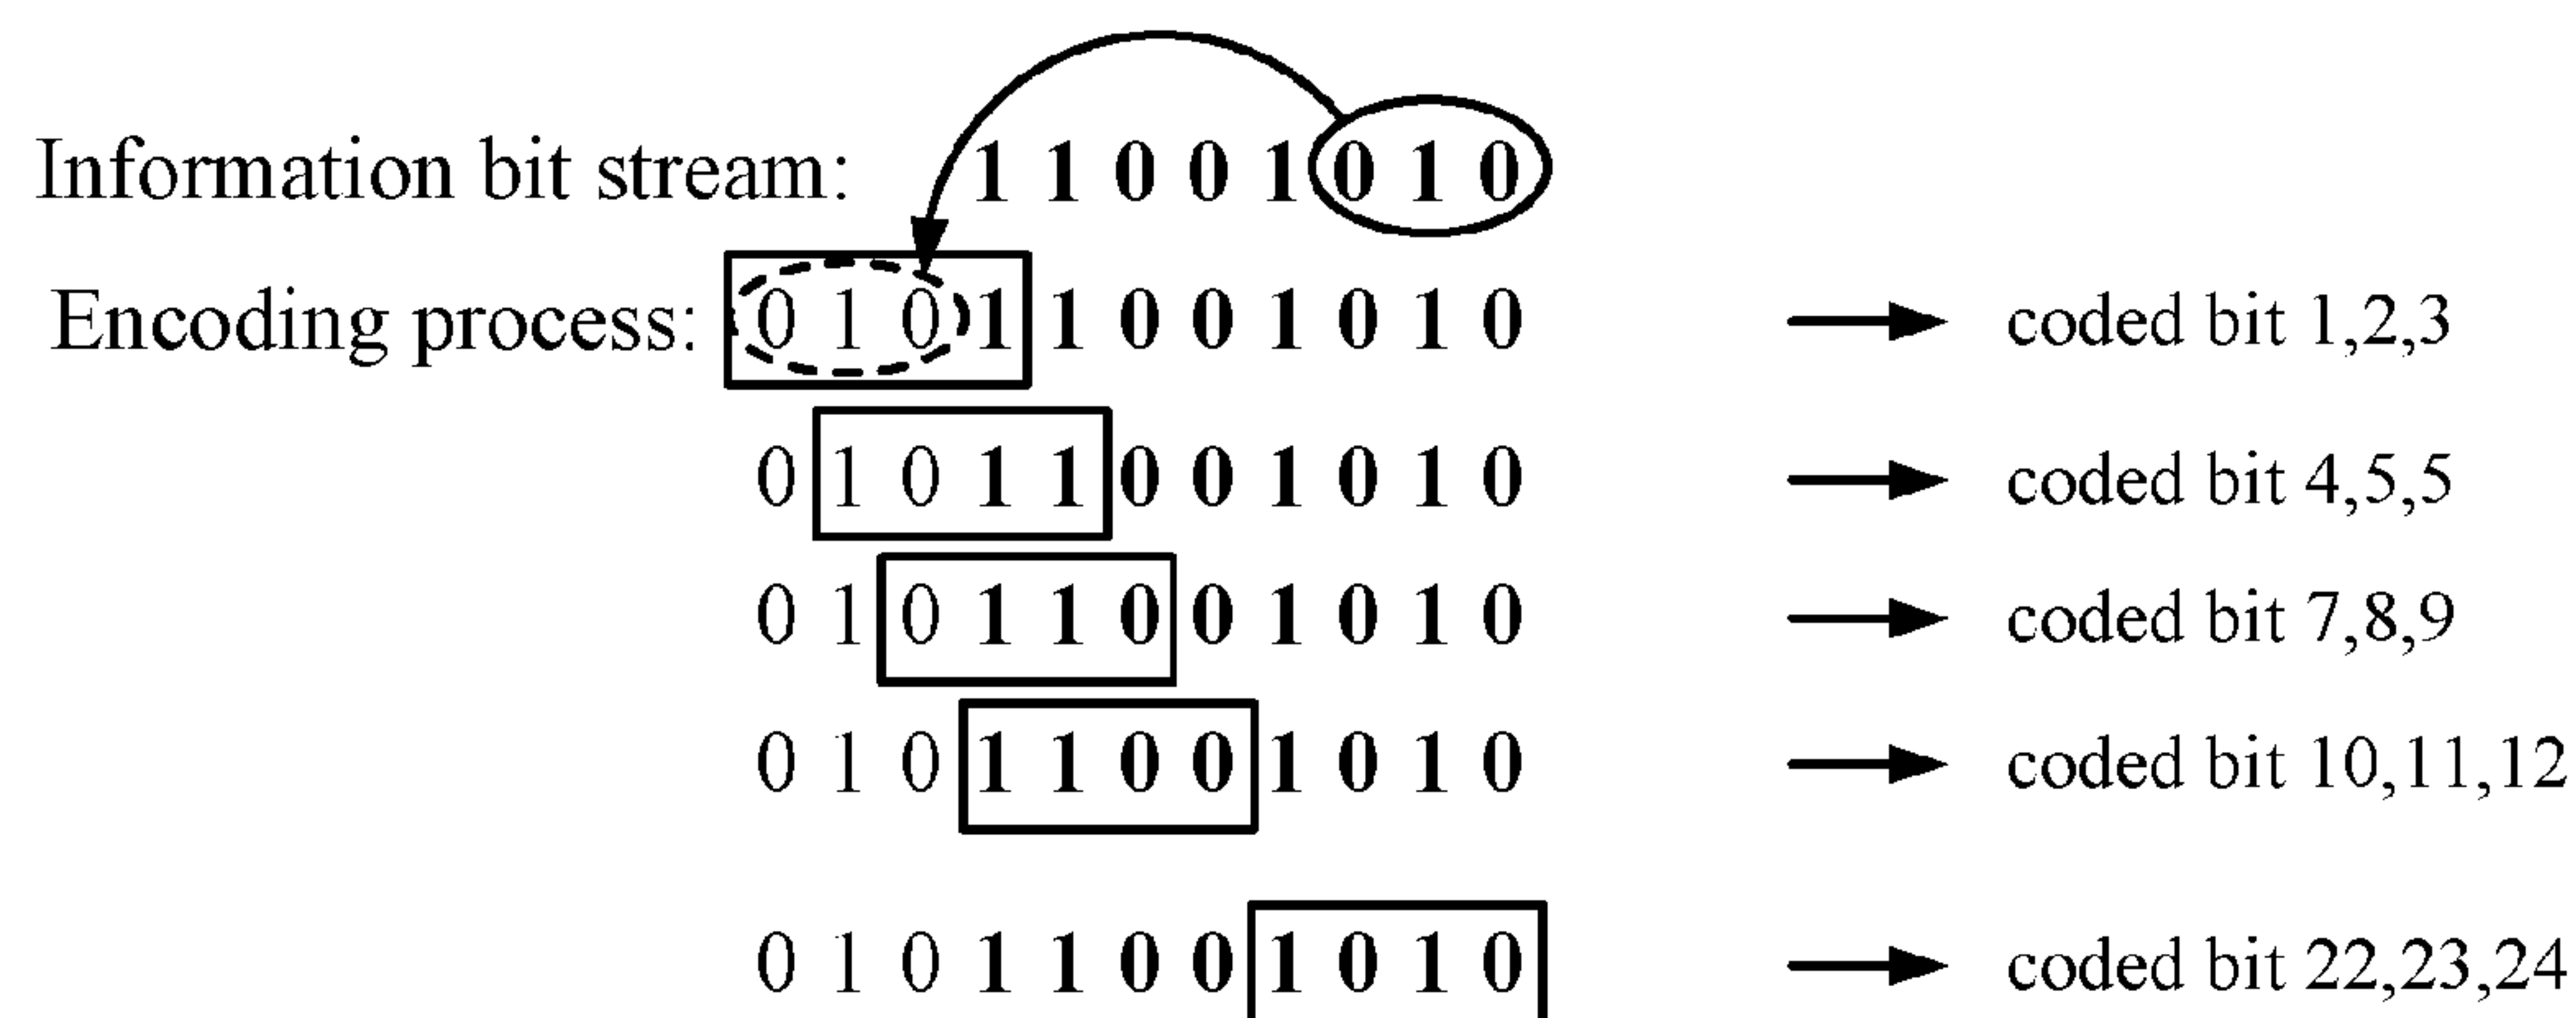 Information bit stream: 1 1 0 0 1 0 1 0
Encoding process: 0 1 0 1 1 0 0 1 0 1 0 coded bit 1,2,3
0 1 0 1 1 0 0 1 0 1 0 coded bit 4,5,5
0 1 0 1 1 0 0 1 0 1 0 coded bit 7,8,9
0 1 0 1 1 0 0 1 0 1 0 coded bit 10,11,12
0 1 0 1 1 0 0 1 0 1 0 coded bit 22,23,24